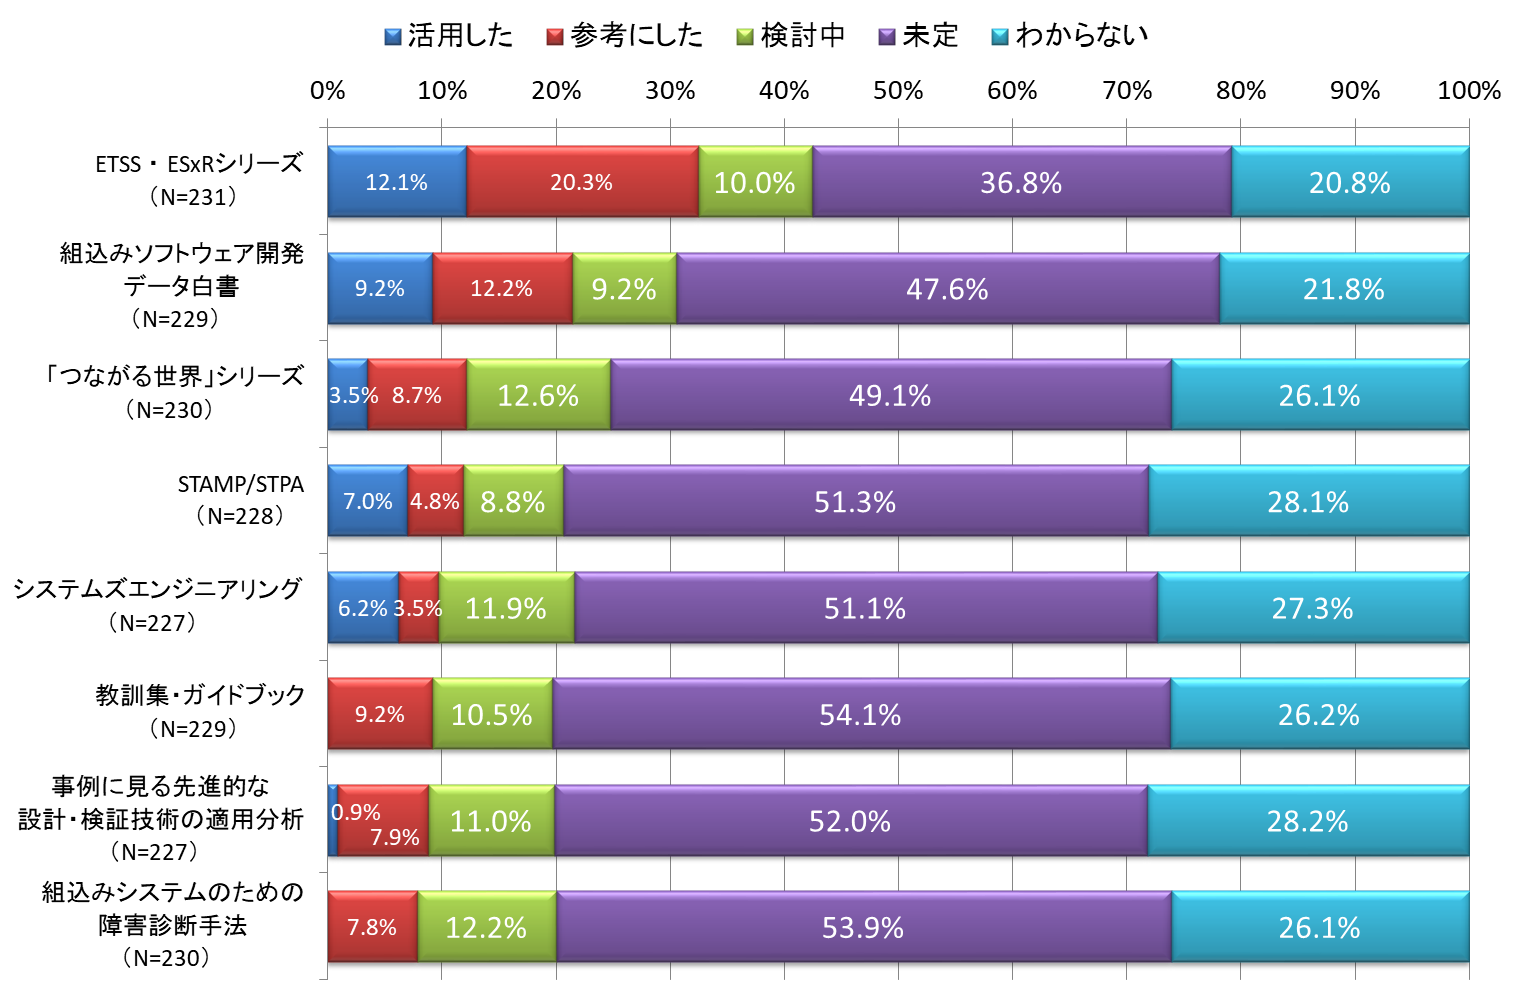 活用した 参考にした 検討中 未定 わからない
0% 10% 20% 30% 40% 50% 60% 70% 80% 90% 100%
ETSS・ESxRシリーズ
（N=231）
12.1% 20.3% 10.0% 36.8% 20.8%
組込みソフトウェア開発
データ白書
（N=229）
9.2% 12.2% 9.2% 47.6% 21.8%
「つながる世界」シリーズ
（N=230）
3.5% 8.7% 12.6% 49.1% 26.1%
STAMP/STPA
（N=228）
7.0% 4.8% 8.8% 51.3% 28.1%
システムズエンジニアリング
（N=227）
6.2% 3.5% 11.9% 51.1% 27.3%
教訓集・ガイドブック
（N=229）
9.2% 10.5% 54.1% 26.2%
事例に見る先進的な
設計・検証技術の適用分析
（N=227）
0.9% 7.9% 11.0% 52.0% 28.2%
組込みシステムのための
障害診断手法
（N=230）
7.8% 12.2% 53.9% 26.1%